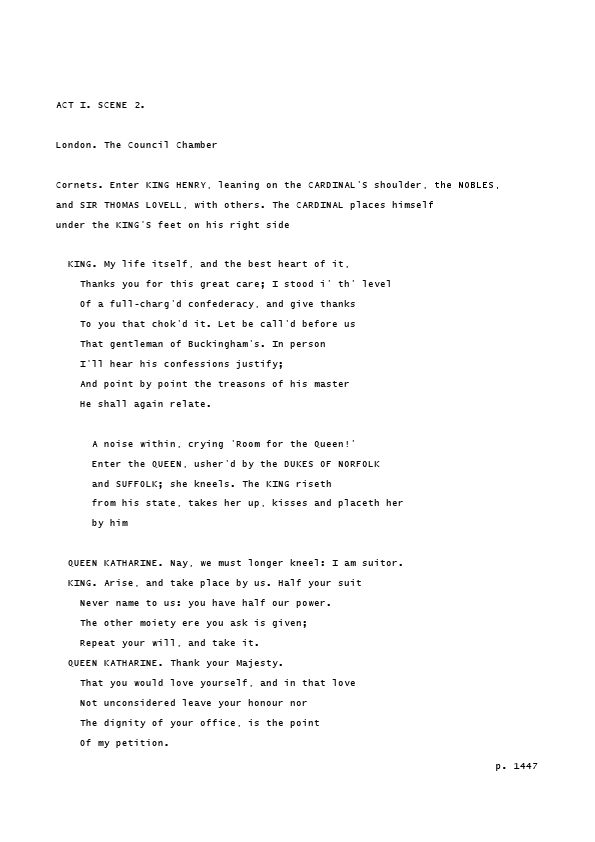 ACT I. SCENE 2.
London. The Council Chamber
Cornets. Enter KING HENRY, leaning on the CARDINAL'S shoulder, the NOBLES,
and SIR THOMAS LOVELL, with others. The CARDINAL places himself
under the KING'S feet on his right side
KING. My life itself, and the best heart of it,
Thanks you for this great care; I stood i' th' level
Of a full-charg'd confederacy, and give thanks
To you that chok'd it. Let be call'd before us
That gentleman of Buckingham's. In person
I'll hear his confessions justify;
And point by point the treasons of his master
He shall again relate.
A noise within, crying 'Room for the Queen!'
Enter the QUEEN, usher'd by the DUKES OF NORFOLK
and SUFFOLK; she kneels. The KING riseth
from his state, takes her up, kisses and placeth her
by him
QUEEN KATHARINE. Nay, we must longer kneel: I am suitor.
KING. Arise, and take place by us. Half your suit
Never name to us: you have half our power.
The other moiety ere you ask is given;
Repeat your will, and take it.
QUEEN KATHARINE. Thank your Majesty.
That you would love yourself, and in that love
Not unconsidered leave your honour nor
The dignity of your office, is the point
Of my petition.
p. 1447